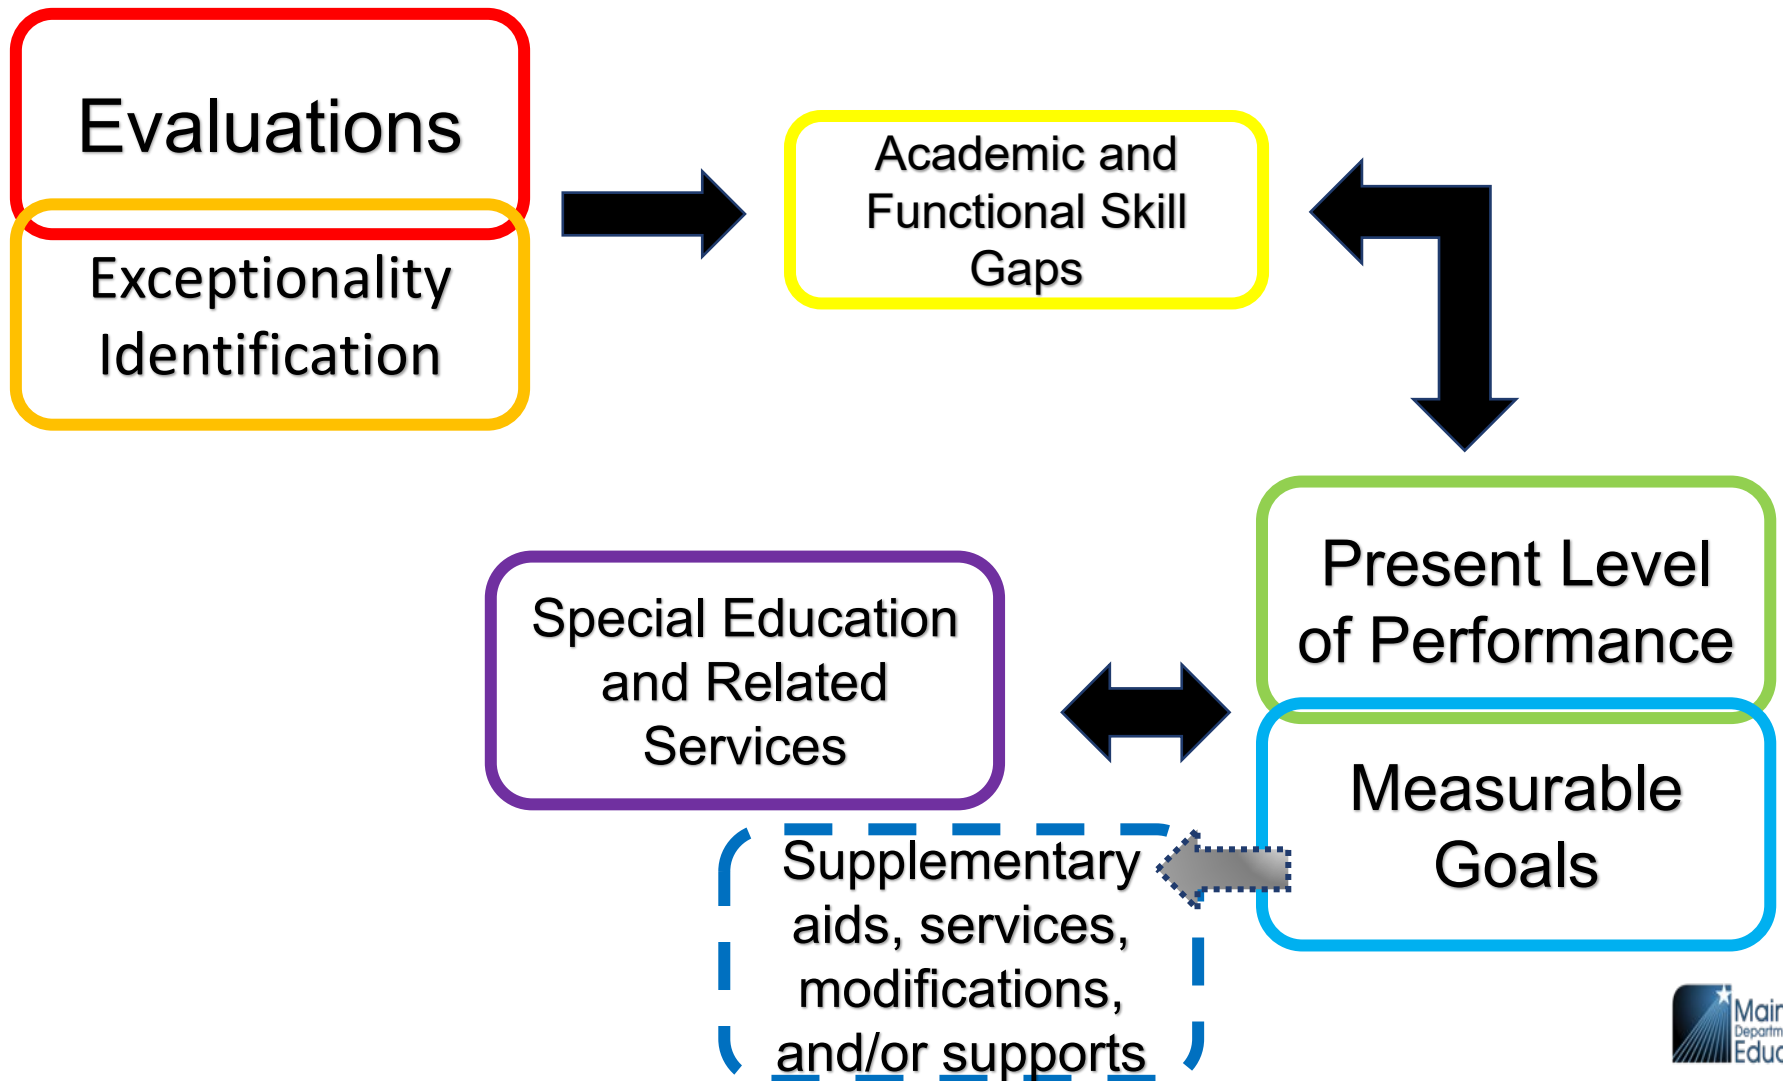 Evaluations
Exceptionality
Identification
Academic and
Functional Skill
Gaps
Present Level
of Performance
Measurable
Goals
Special Education
and Related
Services
Supplementary
aids, services,
modifications,
and/or supports